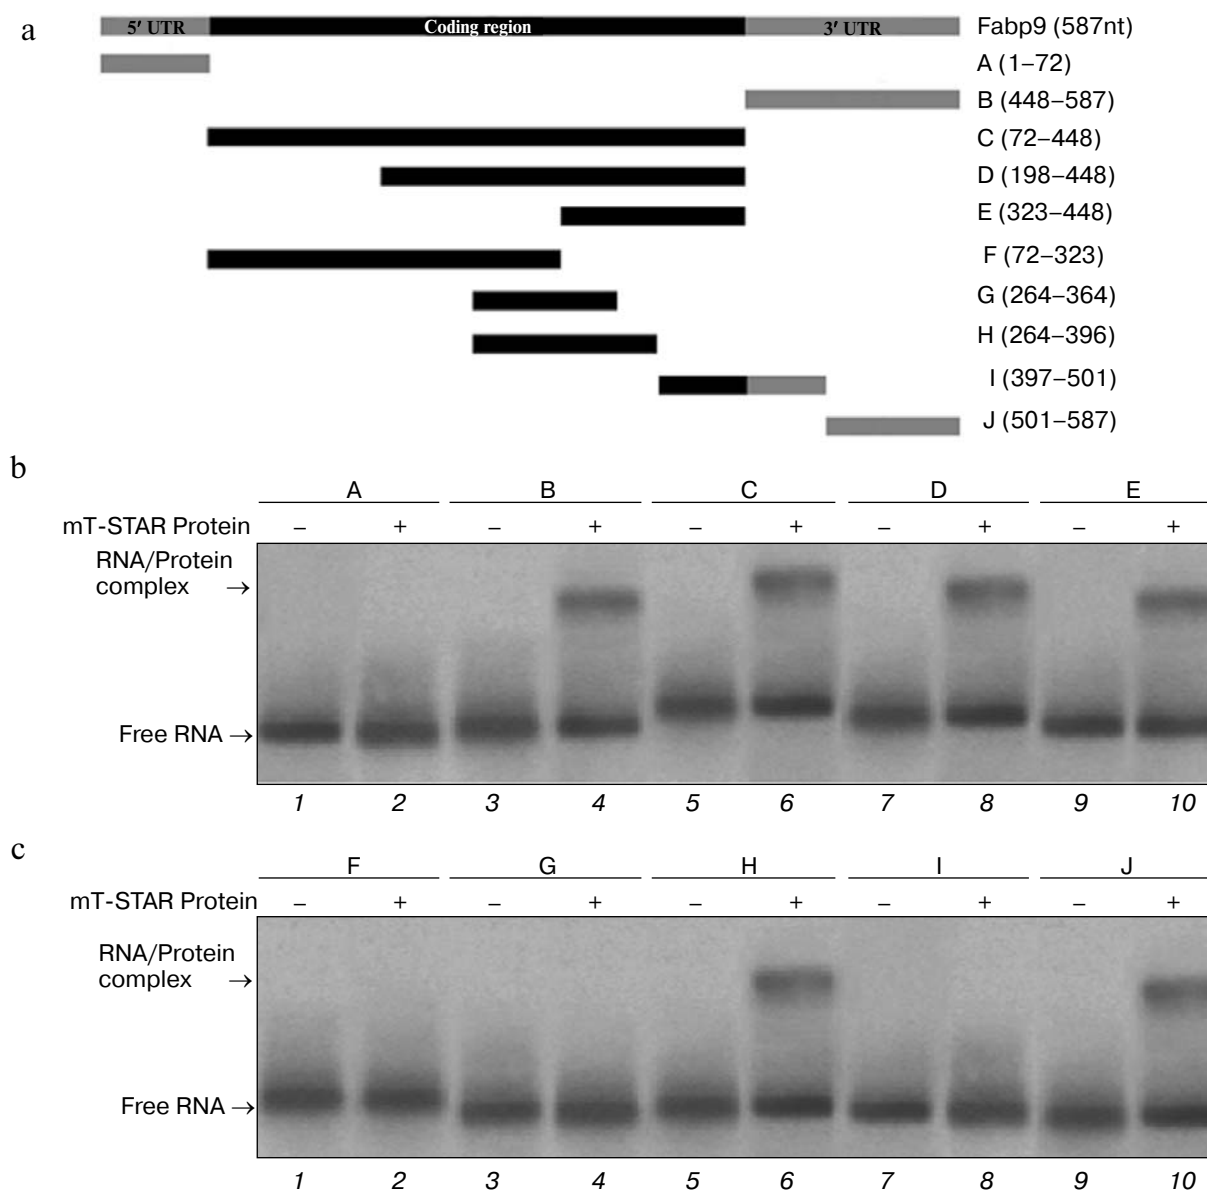 a
5′ UTR Coding region 3′ UTR Fabp9 (587nt)
A (1–72)
B (448–587)
C (72–448)
D (198–448)
E (323–448)
F (72–323)
G (264–364)
H (264–396)
I (397–501)
J (501–587)
b
A B C D E
mT-STAR Protein – + – + – + – + – +
RNA/Protein
complex →
Free RNA →
1 2 3 4 5 6 7 8 9 10
c
F G H I J
mT-STAR Protein – + – + – + – + – +
RNA/Protein
complex →
Free RNA →
1 2 3 4 5 6 7 8 9 10